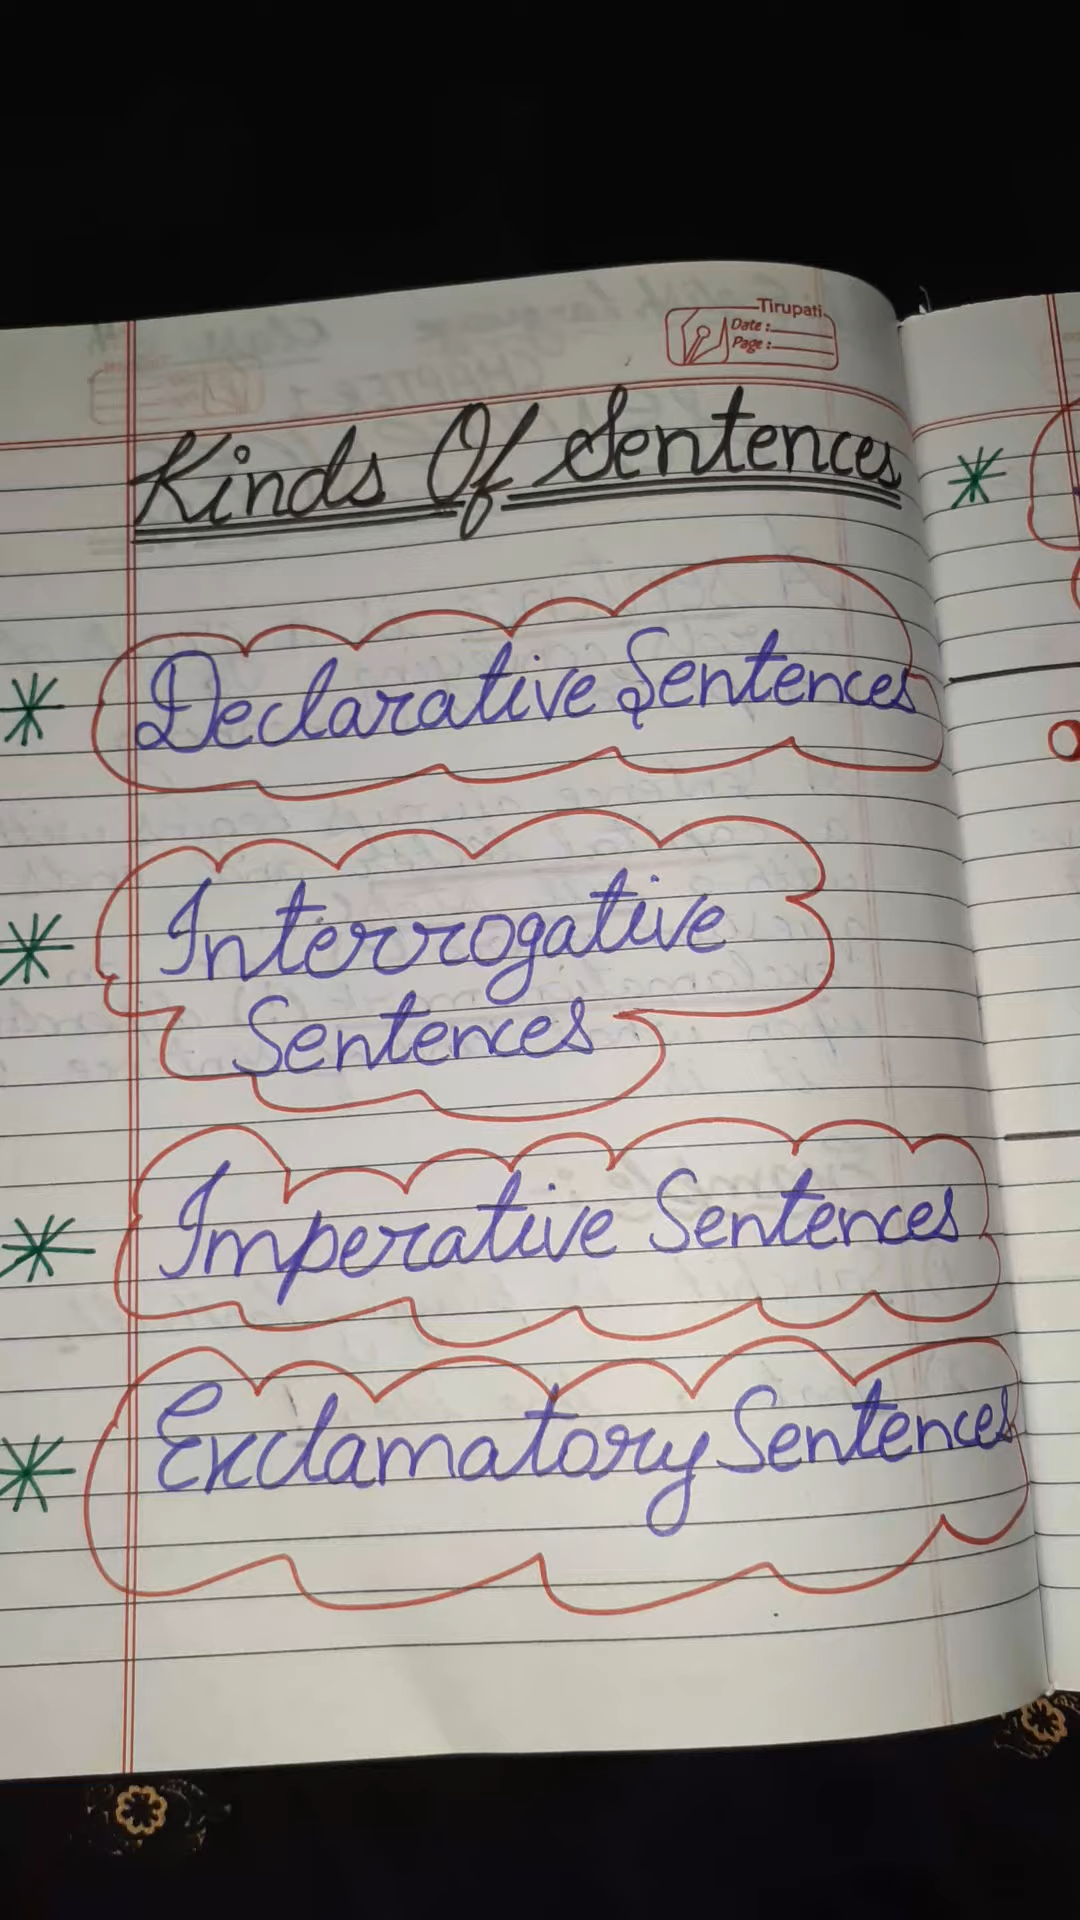 Tirupati
Date :
Page :
Kinds Of Sentences
Declarative Sentences
Interrogative
Sentences
Imperative Sentences
Exclamatory Sentences